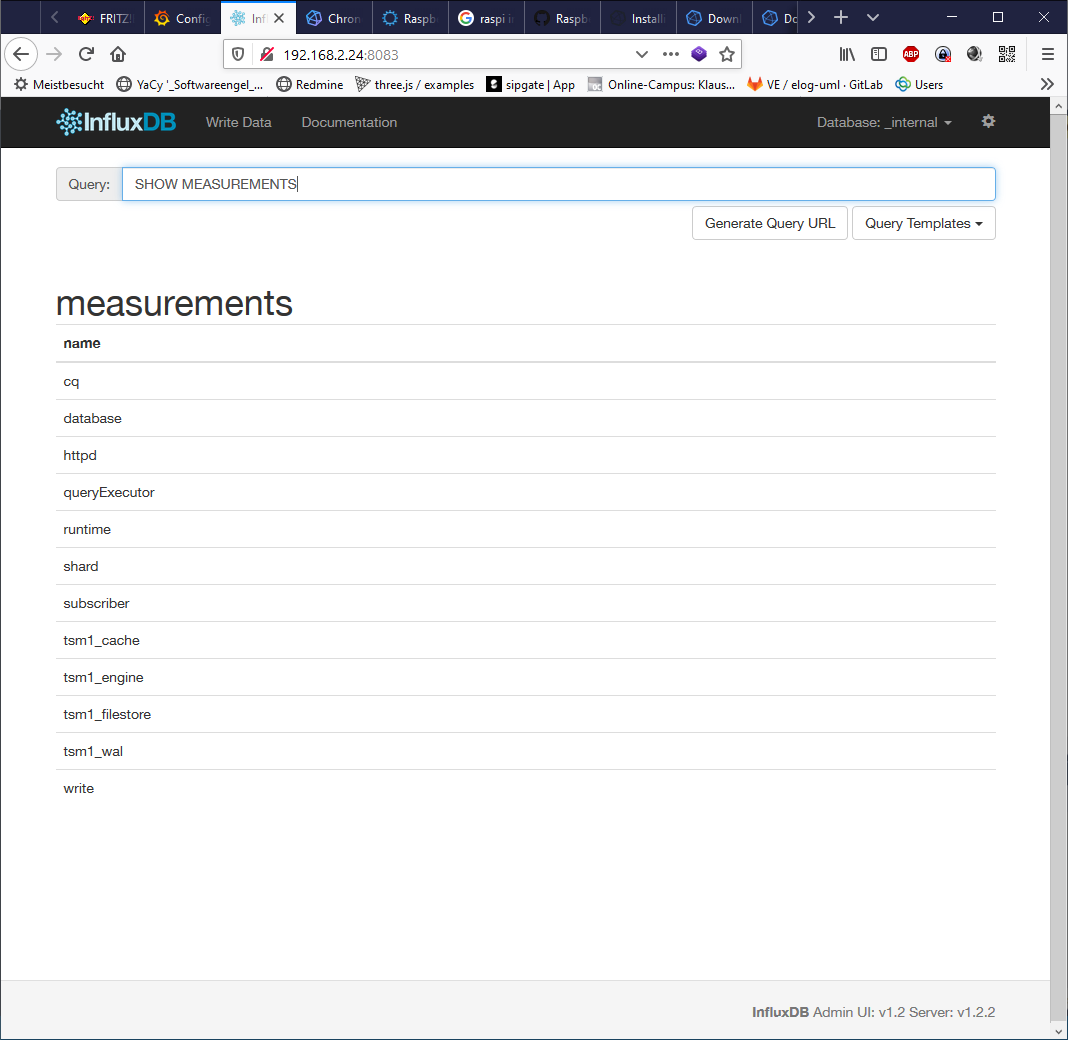 FRITZ! Config Inf Chron Raspb raspi i Raspb Install Down Do
192.168.2.24:8083
ABP
Meistbesucht YaCy '_Softwareengel_... Redmine three.js / examples sipgate | App Online-Campus: Klaus... VE / elog-uml · GitLab Users
InfluxDB Write Data Documentation Database: _internal
Query: SHOW MEASUREMENTS
Generate Query URL Query Templates
measurements
name
cq
database
httpd
queryExecutor
runtime
shard
subscriber
tsm1_cache
tsm1_engine
tsm1_filestore
tsm1_wal
write
InfluxDB Admin UI: v1.2 Server: v1.2.2